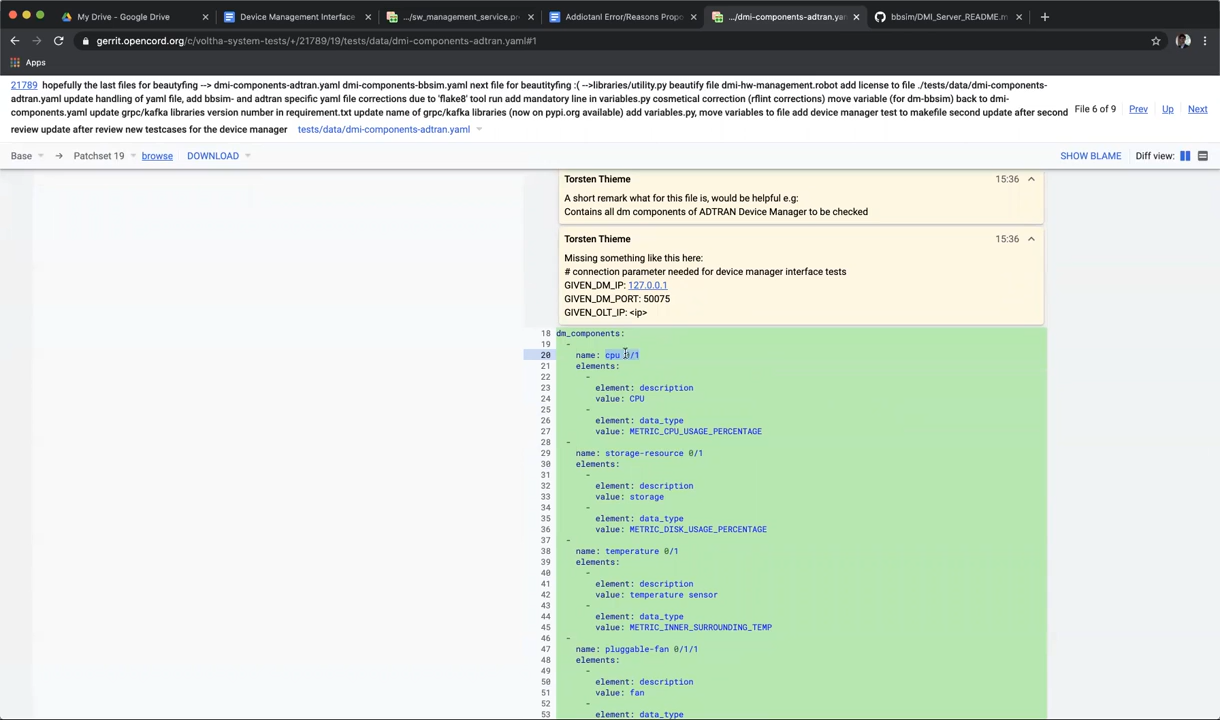 My Drive - Google Drive
Device Management Interface
.../sw_management_service.pr
Addiotanl Error/Reasons Propo
.../dmi-components-adtran.yam
bbsim/DMI_Server_README.m
gerrit.opencord.org/c/voltha-system-tests/+/21789/19/tests/data/dmi-components-adtran.yaml#1
Apps
21789 hopefully the last files for beautyfing --> dmi-components-adtran.yaml dmi-components-bbsim.yaml next file for beautityfing :( -->libraries/utility.py beautify file dmi-hw-management.robot add license to file ./tests/data/dmi-components-
adtran.yaml update handling of yaml file, add bbsim- and adtran specific yaml file corrections due to 'flake8' tool run add mandatory line in variables.py cosmetical correction (rflint corrections) move variable (for dm-bbsim) back to dmi-
components.yaml update grpc/kafka libraries version number in requirement.txt update name of grpc/kafka libraries (now on pypi.org available) add variables.py, move variables to file add device manager test to makefile second update after second
review update after review new testcases for the device manager tests/data/dmi-components-adtran.yaml
File 6 of 9 Prev Up Next
Base → Patchset 19 browse DOWNLOAD
SHOW BLAME Diff view:
Torsten Thieme 15:36
A short remark what for this file is, would be helpful e.g:
Contains all dm components of ADTRAN Device Manager to be checked
Torsten Thieme 15:36
Missing something like this here:
# connection parameter needed for device manager interface tests
GIVEN_DM_IP: 127.0.0.1
GIVEN_DM_PORT: 50075
GIVEN_OLT_IP: <ip>
18 dm_components:
19 -
20 name: cpu 0/1
21 elements:
22 -
23 element: description
24 value: CPU
25 -
26 element: data_type
27 value: METRIC_CPU_USAGE_PERCENTAGE
28 -
29 name: storage-resource 0/1
30 elements:
31 -
32 element: description
33 value: storage
34 -
35 element: data_type
36 value: METRIC_DISK_USAGE_PERCENTAGE
37 -
38 name: temperature 0/1
39 elements:
40 -
41 element: description
42 value: temperature sensor
43 -
44 element: data_type
45 value: METRIC_INNER_SURROUNDING_TEMP
46 -
47 name: pluggable-fan 0/1/1
48 elements:
49 -
50 element: description
51 value: fan
52 -
53 element: data_type